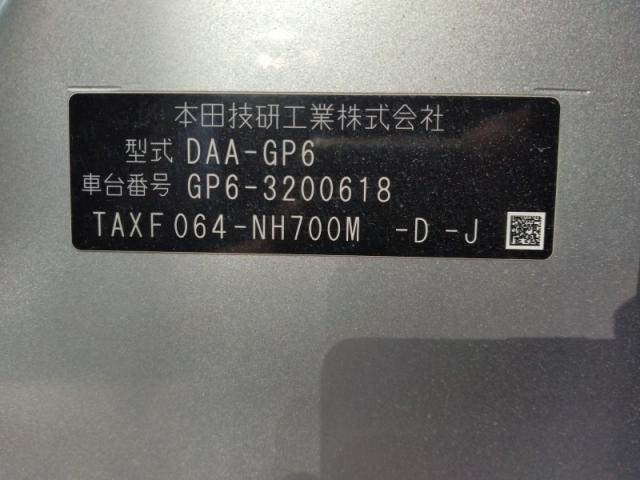 本田技研工業株式会社
型式 DAA-GP6
車台番号 GP6-3200618
TAXF064-NH700M -D-J